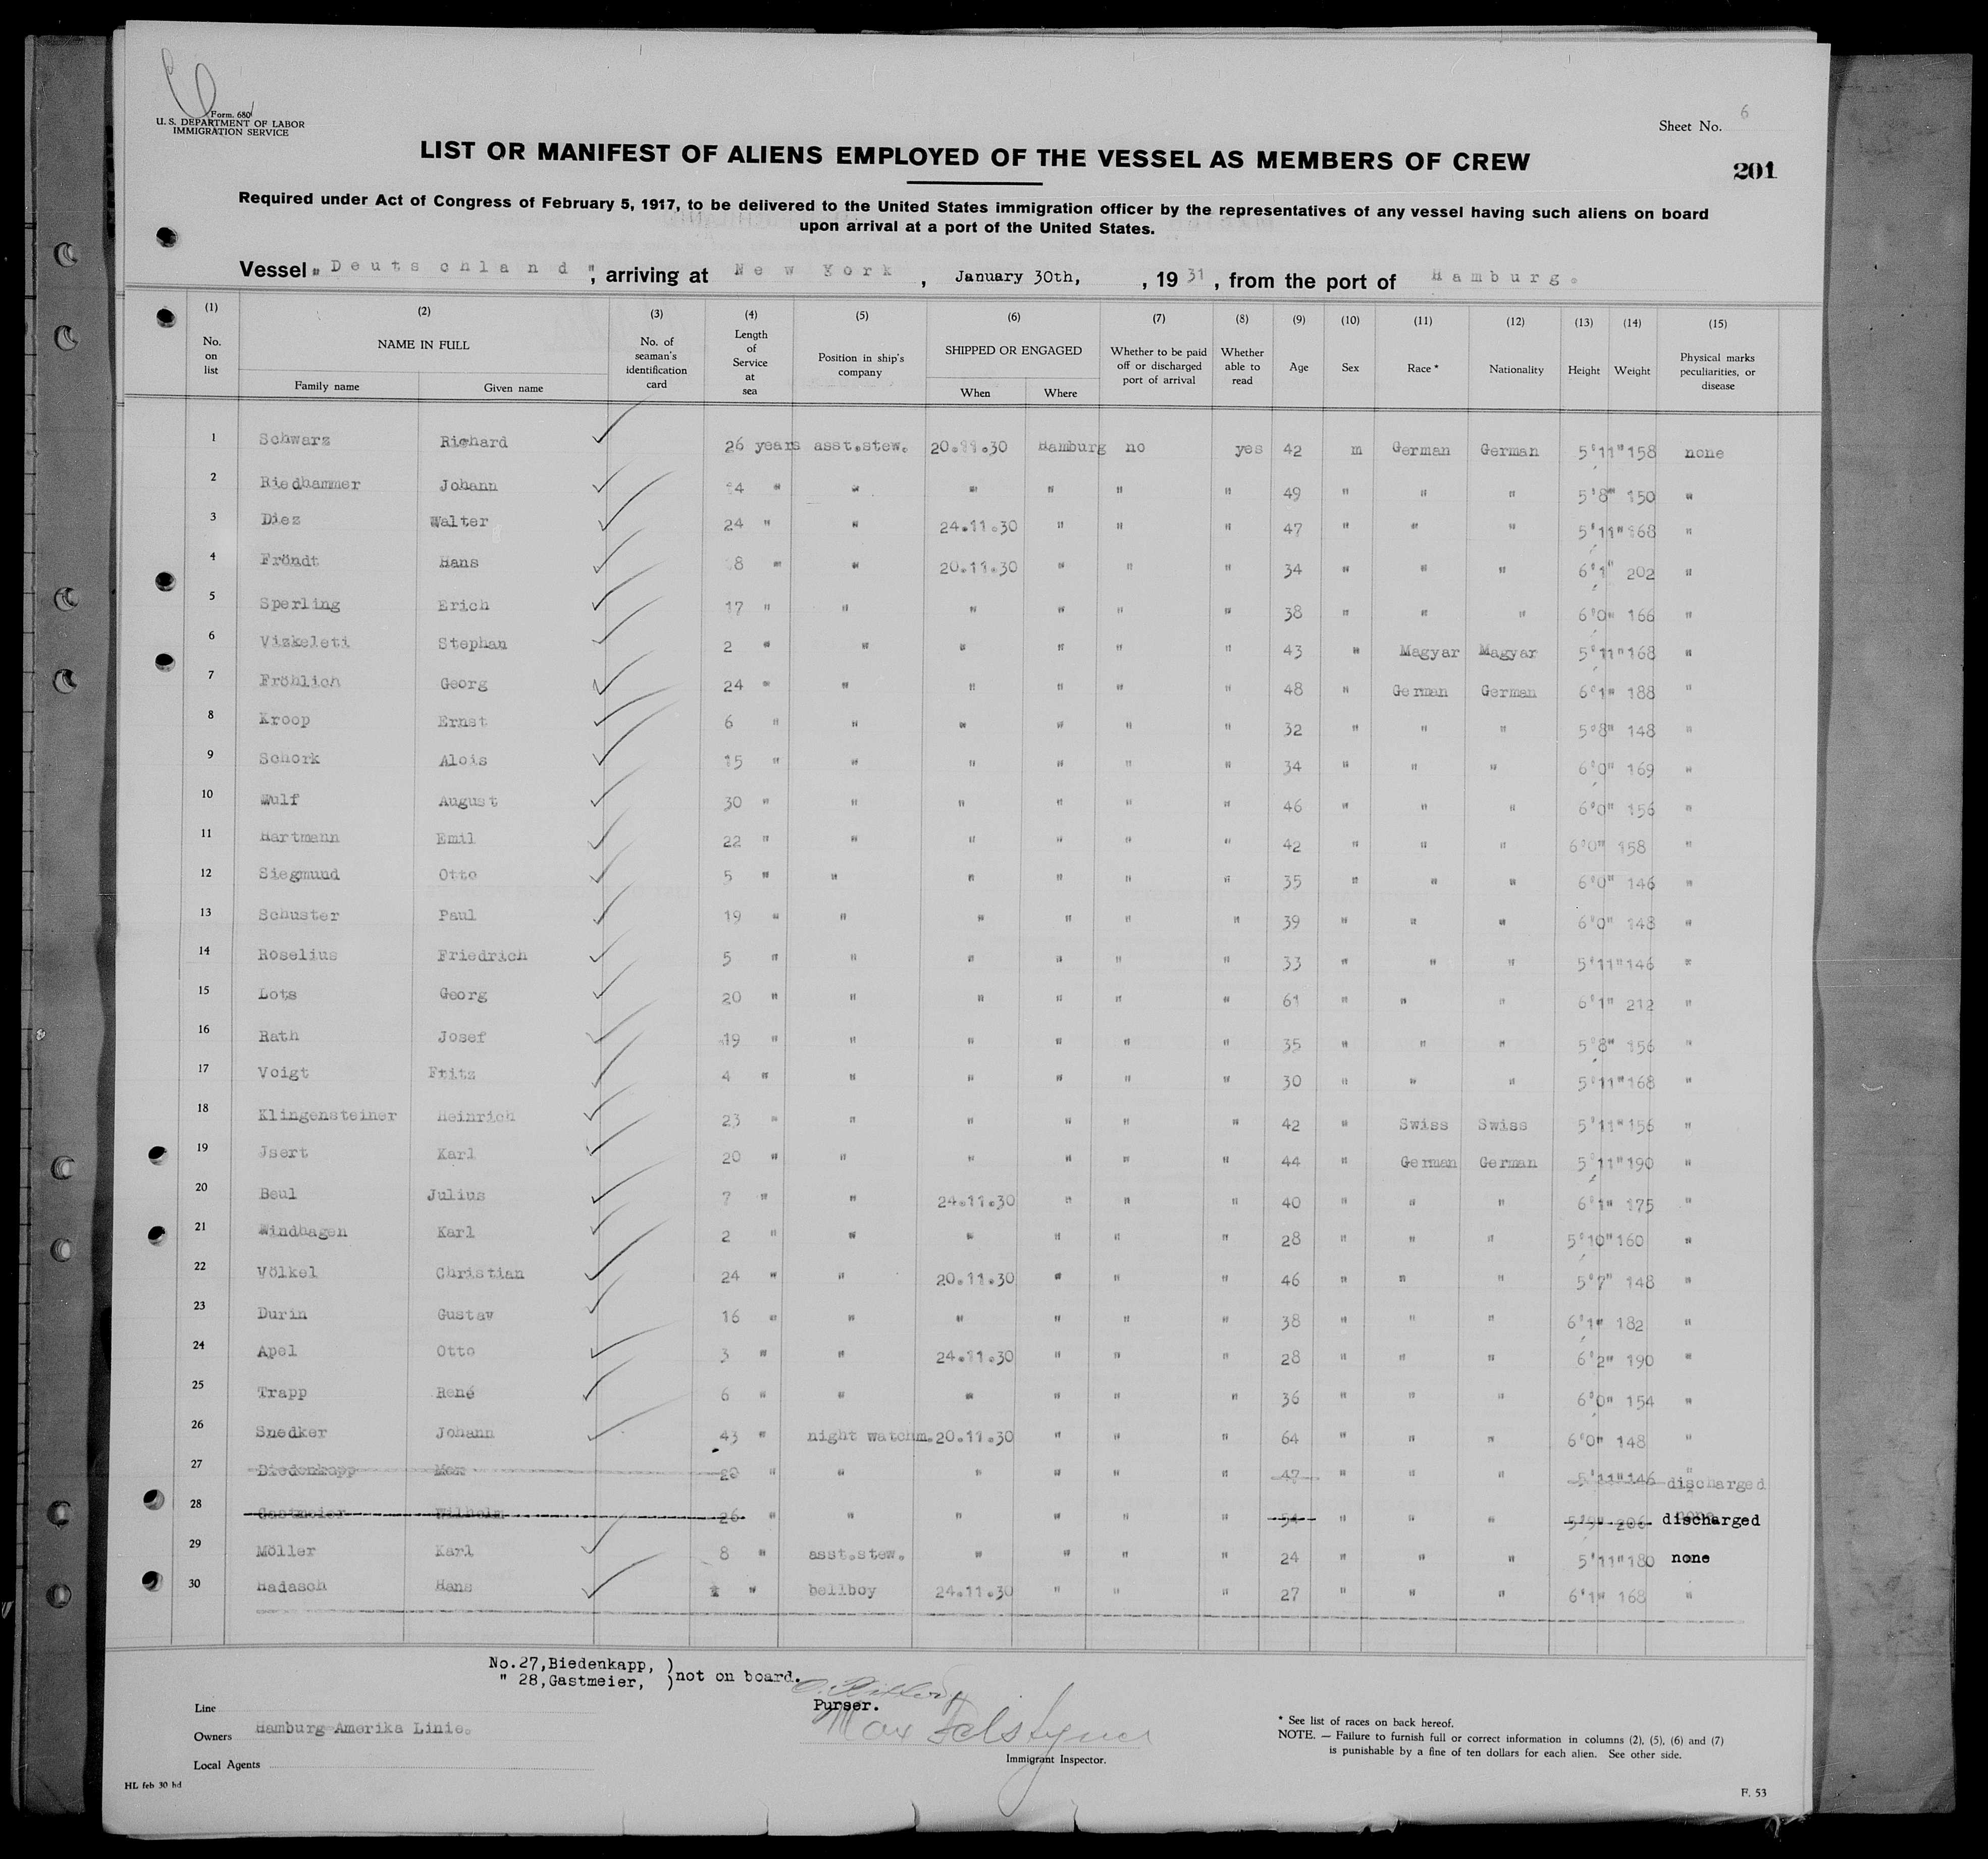 Form. 680
U. S. DEPARTMENT OF LABOR
IMMIGRATION SERVICE
Sheet No. 6
LIST OR MANIFEST OF ALIENS EMPLOYED OF THE VESSEL AS MEMBERS OF CREW
201
Required under Act of Congress of February 5, 1917, to be delivered to the United States immigration officer by the representatives of any vessel having such aliens on board
upon arrival at a port of the United States.
Vessel "Deutschland", arriving at New York, January 30th, , 1931, from the port of Hamburg.
(1) (2) (3) (4) (5) (6) (7) (8) (9) (10) (11) (12) (13) (14) (15)
No. on list NAME IN FULL Family name Given name No. of seaman's identification card Length of Service at sea Position in ship's company SHIPPED OR ENGAGED When Where Whether to be paid off or discharged port of arrival Whether able to read Age Sex Race * Nationality Height Weight Physical marks peculiarities, or disease
1 Schwarz Richard 26 years asst.stew. 20.11.30 Hamburg no yes 42 m German German 5'11" 158 none
2 Riedhammer Johann 14 " " " " " " 49 " " " 5'8" 150 "
3 Diez Walter 24 " " 24.11.30 " " " 47 " " " 5'11" 168 "
4 Fröndt Hans 18 " " 20.11.30 " " " 34 " " " 6'1" 202 "
5 Sperling Erich 17 " " " " " " 38 " " " 6'0" 166 "
6 Vizkeleti Stephan 2 " " " " " " 43 " Magyar Magyar 5'11" 168 "
7 Fröhlich Georg 24 " " " " " " 48 " German German 6'1" 188 "
8 Kroop Ernst 6 " " " " " " 32 " " " 5'8" 148 "
9 Schork Alois 15 " " " " " " 34 " " " 6'0" 169 "
10 Wulf August 30 " " " " " " 46 " " " 6'0" 156 "
11 Hartmann Emil 22 " " " " " " 42 " " " 6'0" 158 "
12 Siegmund Otto 5 " " " " " " 35 " " " 6'0" 146 "
13 Schuster Paul 19 " " " " " " 39 " " " 6'0" 148 "
14 Roselius Friedrich 5 " " " " " " 33 " " " 5'11" 146 "
15 Lots Georg 20 " " " " " " 61 " " " 6'1" 212 "
16 Rath Josef 19 " " " " " " 35 " " " 5'8" 156 "
17 Voigt Fritz 4 " " " " " " 30 " " " 5'11" 168 "
18 Klingensteiner Heinrich 23 " " " " " " 42 " Swiss Swiss 5'11" 156 "
19 Jsert Karl 20 " " " " " " 44 " German German 5'11" 190 "
20 Beul Julius 7 " " 24.11.30 " " " 40 " " " 6'1" 175 "
21 Windhagen Karl 2 " " " " " " 28 " " " 5'10" 160 "
22 Völkel Christian 24 " " 20.11.30 " " " 46 " " " 5'7" 148 "
23 Durin Gustav 16 " " " " " " 38 " " " 6'1" 182 "
24 Apel Otto 3 " " 24.11.30 " " " 28 " " " 6'2" 190 "
25 Trapp René 6 " " " " " " 36 " " " 6'0" 154 "
26 Snedker Johann 43 " night watchm. 20.11.30 " " " 64 " " " 6'0" 148 "
27 Biedenkapp Max 20 " " " " " " 47 " " " 5'11" 146 " discharged
28 Gastmeier Wilhelm 26 " " " " " " 54 " " " 5'9" 206 discharged
29 Möller Karl 8 " asst.stew. " " " " 24 " " " 5'11" 180 none
30 Hadasch Hans 1 " bellboy 24.11.30 " " " 27 " " " 6'1" 168 "
No.27,Biedenkapp, )
" 28,Gastmeier, ) not on board.
Purser.
Line
Owners Hamburg Amerika Linie.
Local Agents
Max
Immigrant Inspector.
* See list of races on back hereof.
NOTE. — Failure to furnish full or correct information in columns (2), (5), (6) and (7)
is punishable by a fine of ten dollars for each alien. See other side.
HL feb 30 hd
F. 53